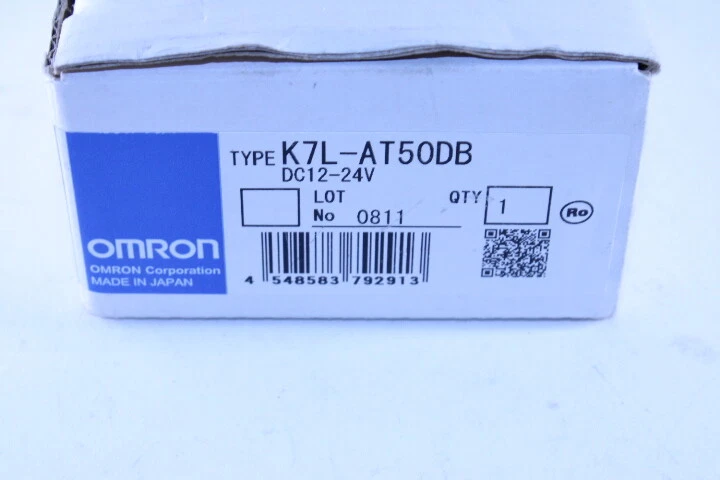 TYPE K7L-AT50DB
DC12-24V
LOT
No 0811
QTY 1
Ro
OMRON
OMRON Corporation
MADE IN JAPAN
4 548583 792913